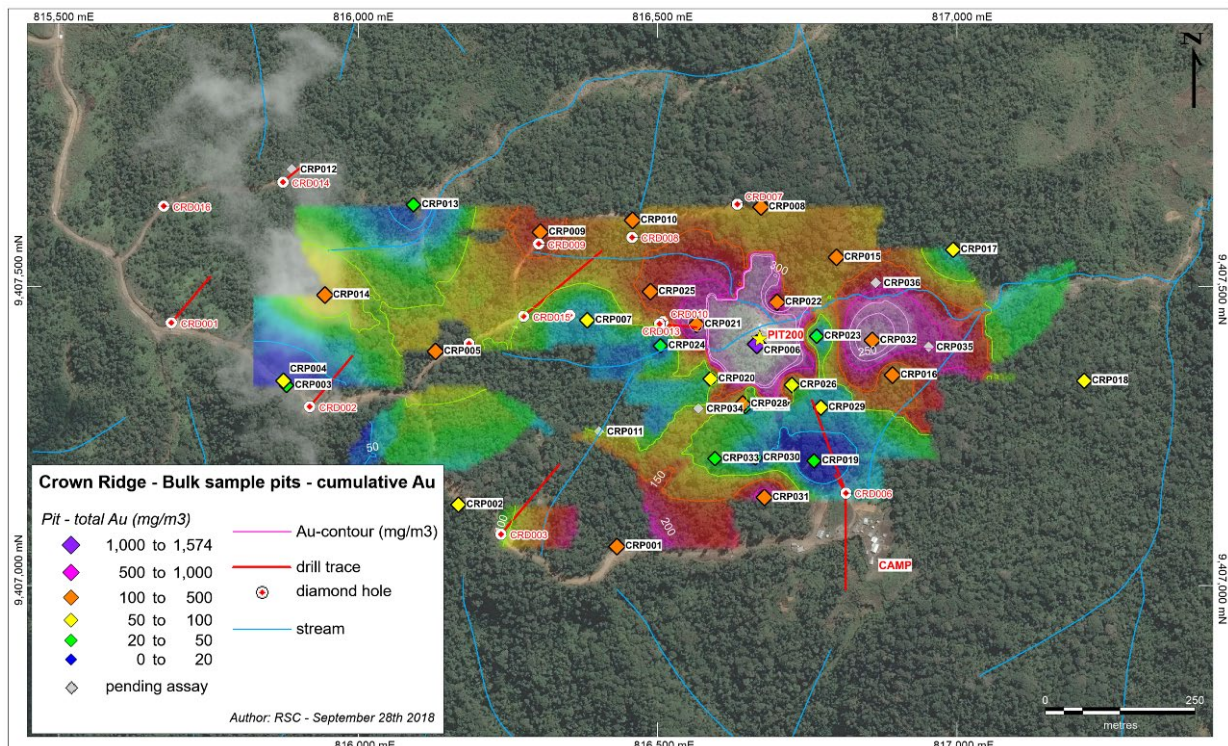 815,500 mE
816,000 mE
816,500 mE
817,000 mE
N
CRP012
CRD014
CRD016
CRP013
CRD007
CRP008
CRP010
CRP009
CRD009
CRD008
CRP017
CRP015
9,407,500 mN
9,407,500 mN
300
CRP036
CRP014
CRP025
CRP022
CRD001
CRD015
CRP007
CRD010
CRD013
CRP021
PIT200
CRP023
CRP032
CRP024
CRP006
CRP035
250
CRP005
CRP004
CRP003
CRP020
CRP026
CRP016
CRP018
CRD002
CRP028
CRP029
CRP034
CRP011
50
CRP033
CRP030
CRP019
150
CRP002
100
CRP031
CRD006
200
CRD003
CRP001
CAMP
9,407,000 mN
9,407,000 mN
Crown Ridge - Bulk sample pits - cumulative Au
Pit - total Au (mg/m3)
1,000 to 1,574
500 to 1,000
100 to 500
50 to 100
20 to 50
0 to 20
pending assay
Au-contour (mg/m3)
drill trace
diamond hole
stream
Author: RSC - September 28th 2018
0 250
metres
816,000 mE
816,500 mE
817,000 mE